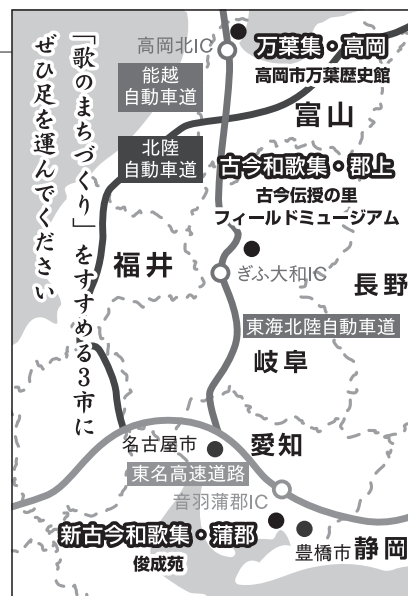 「歌のまちづくり」をすすめる3市に
ぜひ足を運んでください
高岡北IC
万葉集・高岡
高岡市万葉歴史館
能越
自動車道
富山
北陸
自動車道
古今和歌集・郡上
古今伝授の里
フィールドミュージアム
福井
ぎふ大和IC
長野
東海北陸自動車道
岐阜
名古屋市
愛知
東名高速道路
音羽蒲郡IC
新古今和歌集・蒲郡
俊成苑
豊橋市
静岡